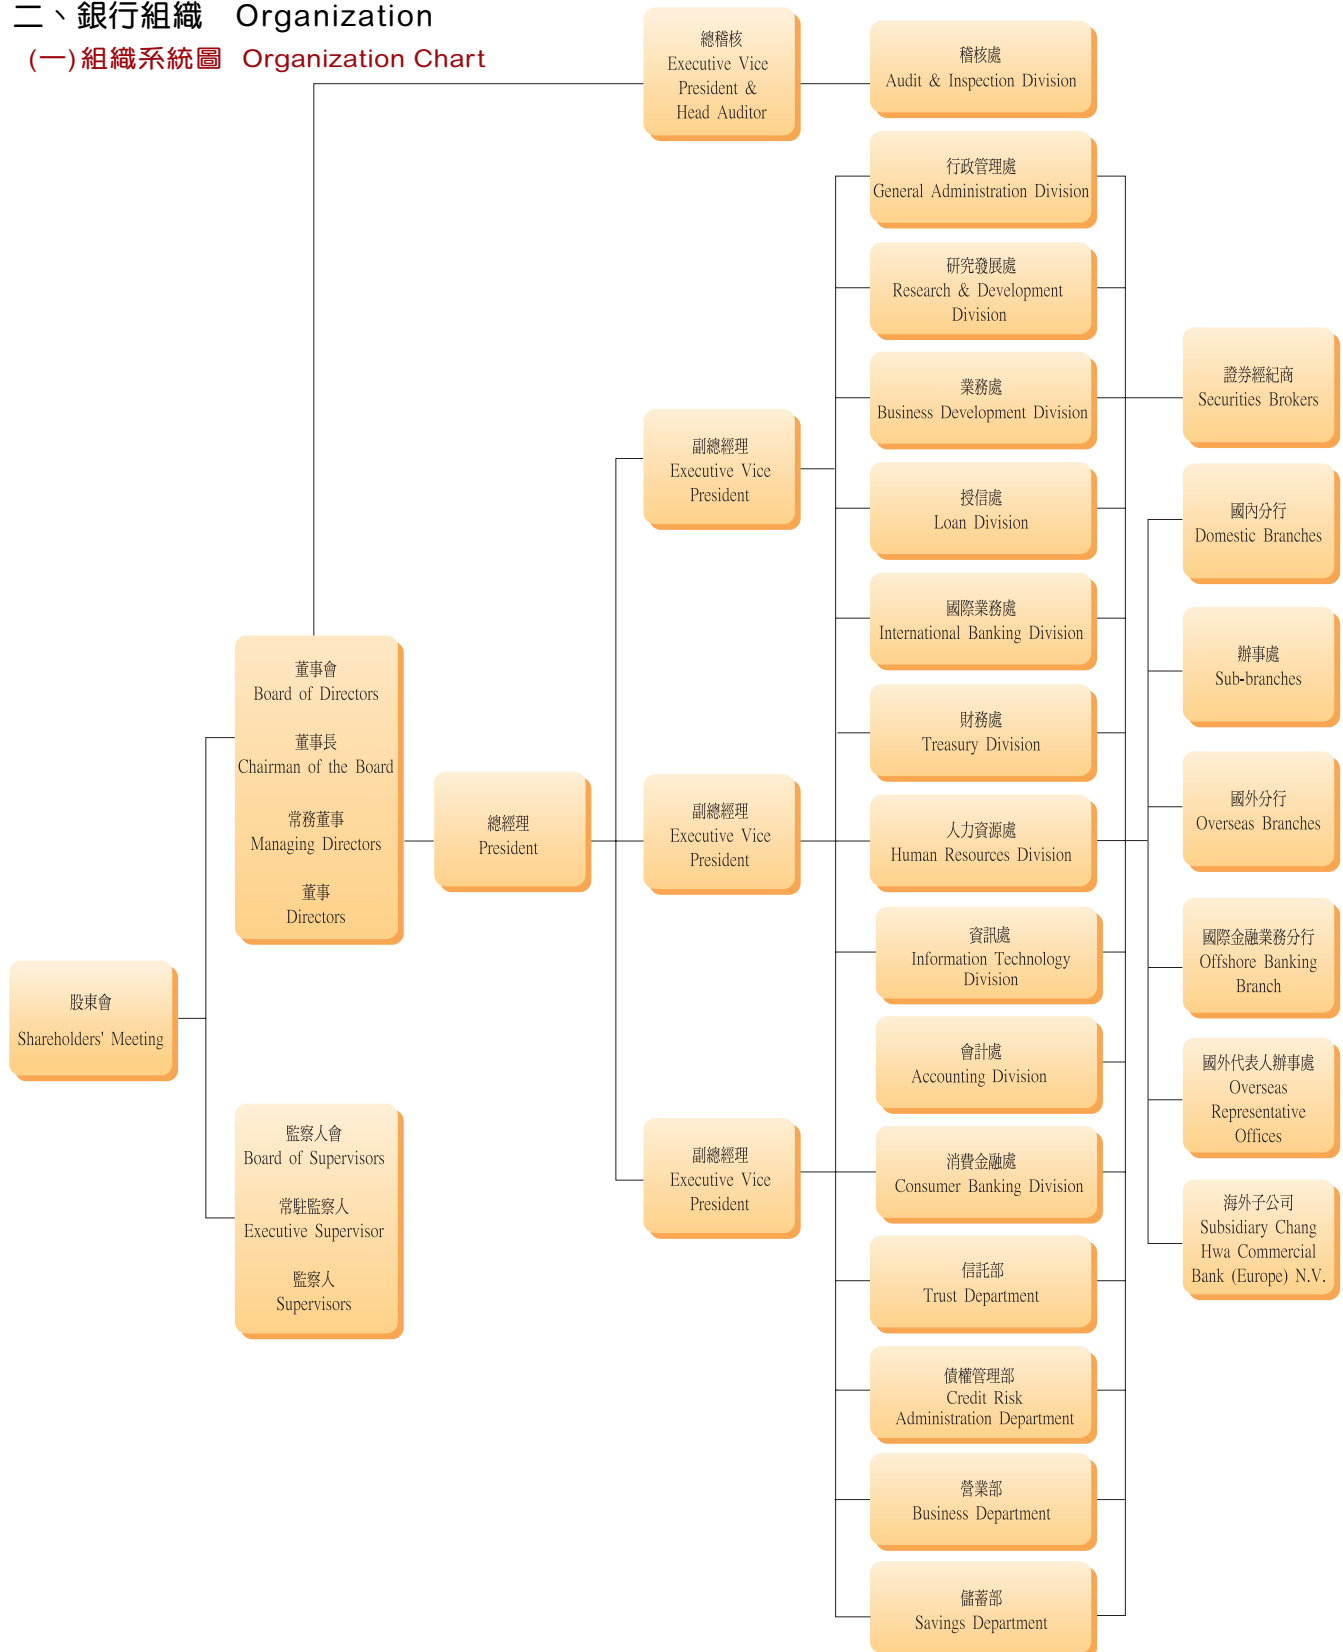 二、銀行組織 Organization
(一)組織系統圖 Organization Chart
總稽核
Executive Vice
President &
Head Auditor
稽核處
Audit & Inspection Division
行政管理處
General Administration Division
研究發展處
Research & Development
Division
業務處
Business Development Division
授信處
Loan Division
國際業務處
International Banking Division
財務處
Treasury Division
人力資源處
Human Resources Division
資訊處
Information Technology
Division
會計處
Accounting Division
消費金融處
Consumer Banking Division
信託部
Trust Department
債權管理部
Credit Risk
Administration Department
營業部
Business Department
儲蓄部
Savings Department
證券經紀商
Securities Brokers
國內分行
Domestic Branches
辦事處
Sub-branches
國外分行
Overseas Branches
國際金融業務分行
Offshore Banking
Branch
國外代表人辦事處
Overseas
Representative
Offices
海外子公司
Subsidiary Chang
Hwa Commercial
Bank (Europe) N.V.
副總經理
Executive Vice
President
副總經理
Executive Vice
President
副總經理
Executive Vice
President
總經理
President
董事會
Board of Directors
董事長
Chairman of the Board
常務董事
Managing Directors
董事
Directors
股東會
Shareholders' Meeting
監察人會
Board of Supervisors
常駐監察人
Executive Supervisor
監察人
Supervisors